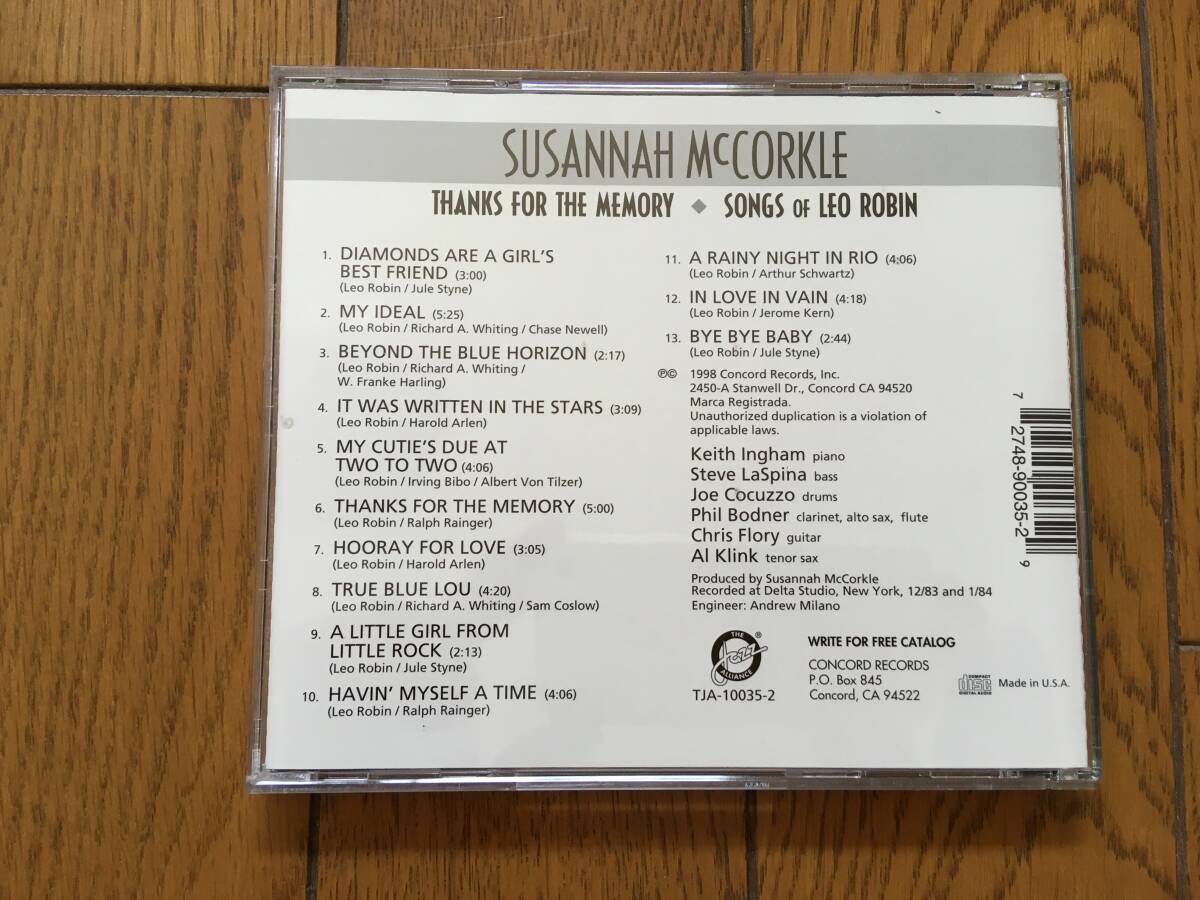 SUSANNAH McCORKLE
THANKS FOR THE MEMORY ◆ SONGS OF LEO ROBIN
1. DIAMONDS ARE A GIRL'S
BEST FRIEND (3:00)
(Leo Robin / Jule Styne)
2. MY IDEAL (5:25)
(Leo Robin / Richard A. Whiting / Chase Newell)
3. BEYOND THE BLUE HORIZON (2:17)
(Leo Robin / Richard A. Whiting /
W. Franke Harling)
4. IT WAS WRITTEN IN THE STARS (3:09)
(Leo Robin / Harold Arlen)
5. MY CUTIE'S DUE AT
TWO TO TWO (4:06)
(Leo Robin / Irving Bibo / Albert Von Tilzer)
6. THANKS FOR THE MEMORY (5:00)
(Leo Robin / Ralph Rainger)
7. HOORAY FOR LOVE (3:05)
(Leo Robin / Harold Arlen)
8. TRUE BLUE LOU (4:20)
(Leo Robin / Richard A. Whiting / Sam Coslow)
9. A LITTLE GIRL FROM
LITTLE ROCK (2:13)
(Leo Robin / Jule Styne)
10. HAVIN' MYSELF A TIME (4:06)
(Leo Robin / Ralph Rainger)
11. A RAINY NIGHT IN RIO (4:06)
(Leo Robin / Arthur Schwartz)
12. IN LOVE IN VAIN (4:18)
(Leo Robin / Jerome Kern)
13. BYE BYE BABY (2:44)
(Leo Robin / Jule Styne)
℗© 1998 Concord Records, Inc.
2450-A Stanwell Dr., Concord CA 94520
Marca Registrada.
Unauthorized duplication is a violation of
applicable laws.
Keith Ingham piano
Steve LaSpina bass
Joe Cocuzzo drums
Phil Bodner clarinet, alto sax, flute
Chris Flory guitar
Al Klink tenor sax
Produced by Susannah McCorkle
Recorded at Delta Studio, New York, 12/83 and 1/84
Engineer: Andrew Milano
THE
Jazz
ALLIANCE
®
TJA-10035-2
WRITE FOR FREE CATALOG
CONCORD RECORDS
P.O. Box 845
Concord, CA 94522
COMPACT
disc
DIGITAL AUDIO
Made in U.S.A.
7 2748-90035-2 9